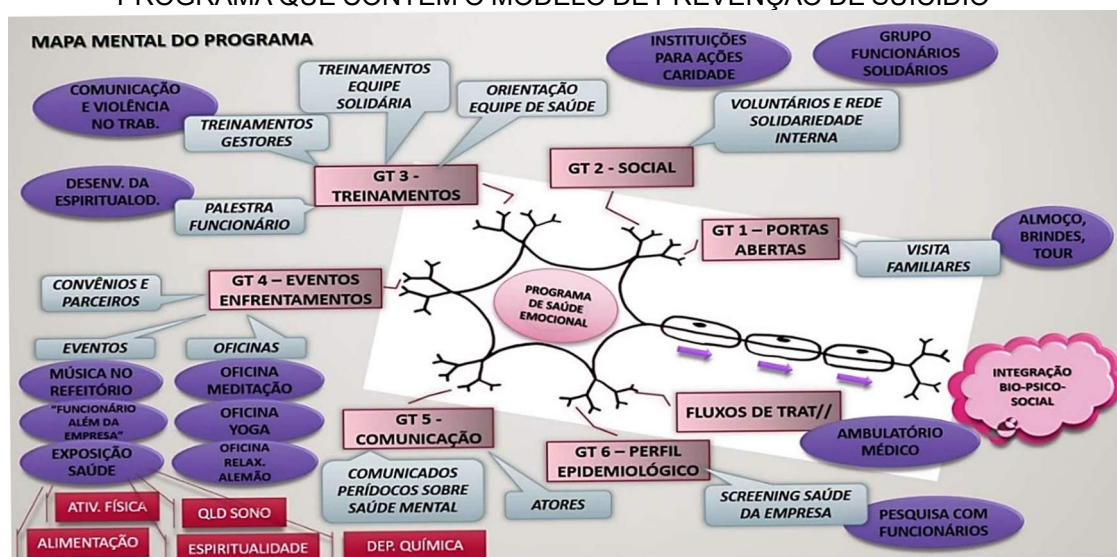 PROGRAMA QUE CONTÉM O MODELO DE PREVENÇÃO DE SUICÍDIO
MAPA MENTAL DO PROGRAMA
COMUNICAÇÃO
E VIOLÊNCIA
NO TRAB.
TREINAMENTOS
EQUIPE
SOLIDÁRIA
ORIENTAÇÃO
EQUIPE DE SAÚDE
TREINAMENTOS
GESTORES
GT 3 -
TREINAMENTOS
DESENV. DA
ESPIRITUALOD.
PALESTRA
FUNCIONÁRIO
INSTITUIÇÕES
PARA AÇÕES
CARIDADE
GRUPO
FUNCIONÁRIOS
SOLIDÁRIOS
VOLUNTÁRIOS E REDE
SOLIDARIEDADE
INTERNA
GT 2 - SOCIAL
GT 1 – PORTAS
ABERTAS
VISITA
FAMILIARES
ALMOÇO,
BRINDES,
TOUR
CONVÊNIOS E
PARCEIROS
GT 4 – EVENTOS
ENFRENTAMENTOS
PROGRAMA
DE SAÚDE
EMOCIONAL
EVENTOS
OFICINAS
MÚSICA NO
REFEITÓRIO
OFICINA
MEDITAÇÃO
"FUNCIONÁRIO
ALÉM DA
EMPRESA"
OFICINA
YOGA
EXPOSIÇÃO
SAÚDE
OFICINA
RELAX.
ALEMÃO
ATIV. FÍSICA
QLD SONO
ALIMENTAÇÃO
ESPIRITUALIDADE
DEP. QUÍMICA
GT 5 -
COMUNICAÇÃO
COMUNICADOS
PERÍDOCOS SOBRE
SAÚDE MENTAL
ATORES
GT 6 – PERFIL
EPIDEMIOLÓGICO
FLUXOS DE TRAT//
AMBULATÓRIO
MÉDICO
SCREENING SAÚDE
DA EMPRESA
PESQUISA COM
FUNCIONÁRIOS
INTEGRAÇÃO
BIO-PSICO-
SOCIAL